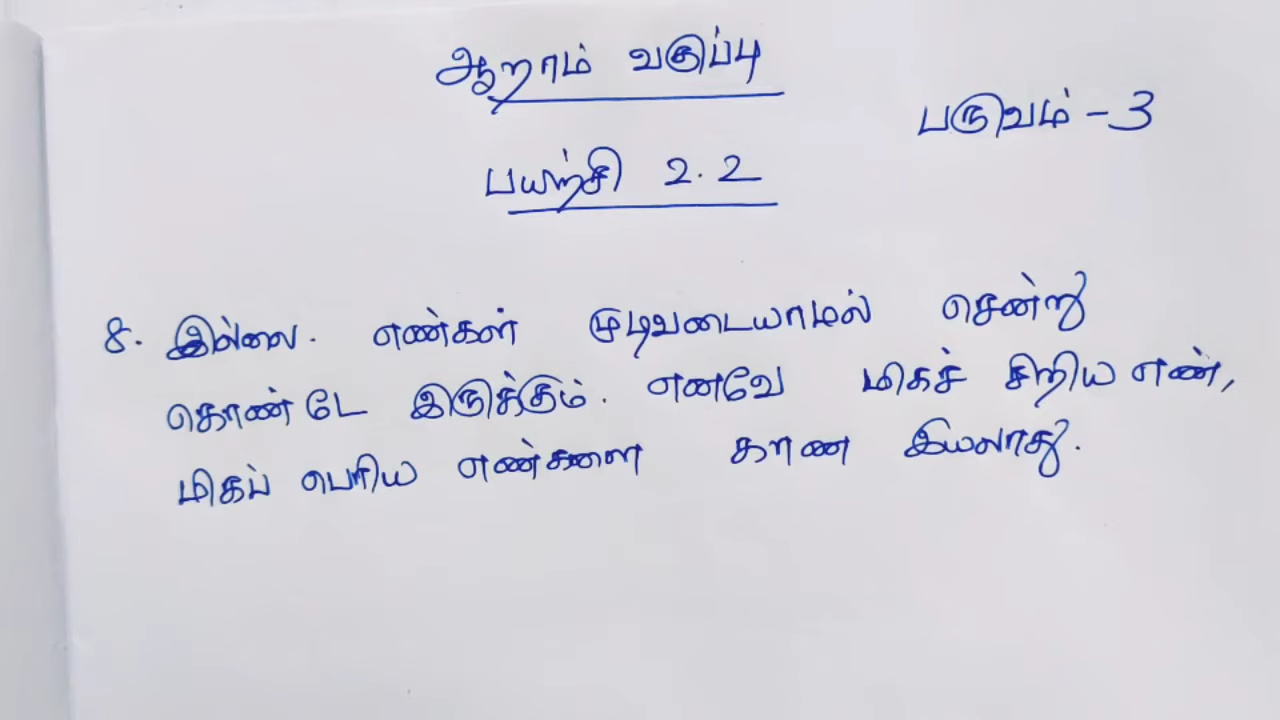 ஆறாம் வகுப்பு
பருவம் - 3
பயிற்சி 2.2
8. இல்லை. எண்கள் முடிவடையாமல் சென்று
கொண்டே இருக்கும். எனவே மிகச் சிறிய எண்,
மிகப் பெரிய எண்களை காண இயலாது.